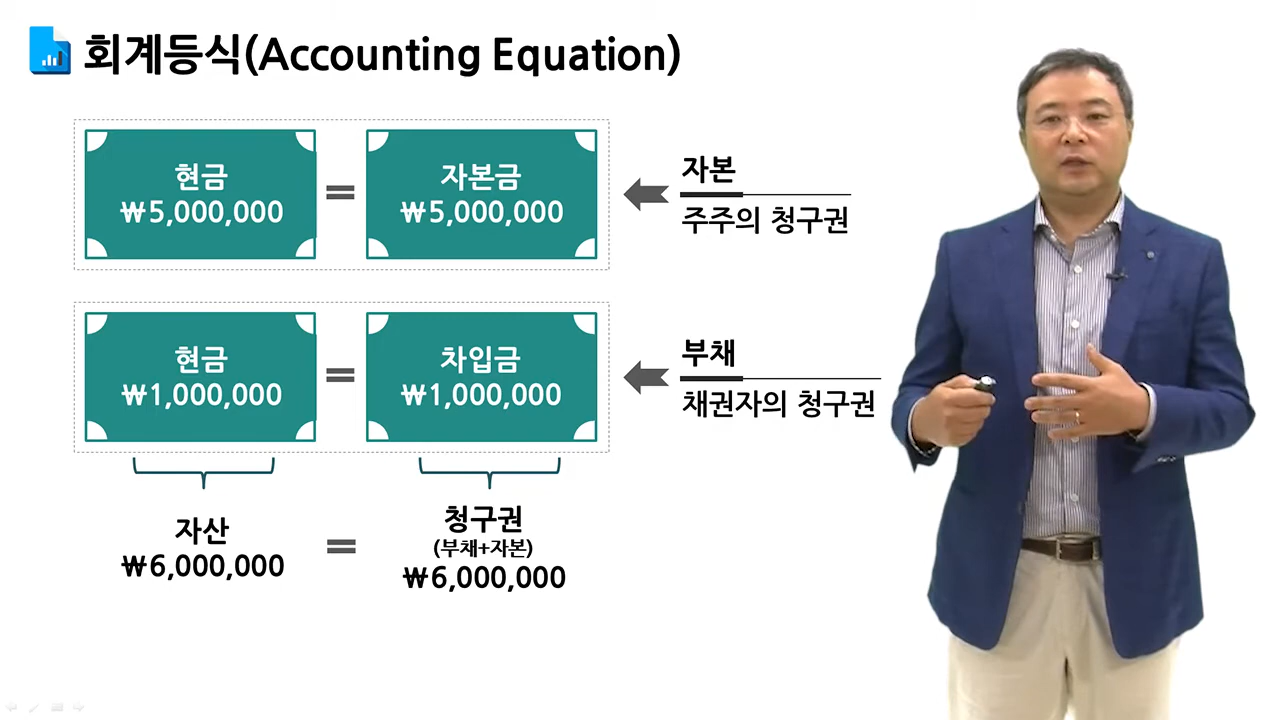 회계등식(Accounting Equation)
현금
₩5,000,000
=
자본금
₩5,000,000
자본
주주의 청구권
현금
₩1,000,000
=
차입금
₩1,000,000
부채
채권자의 청구권
자산
₩6,000,000
=
청구권
(부채+자본)
₩6,000,000